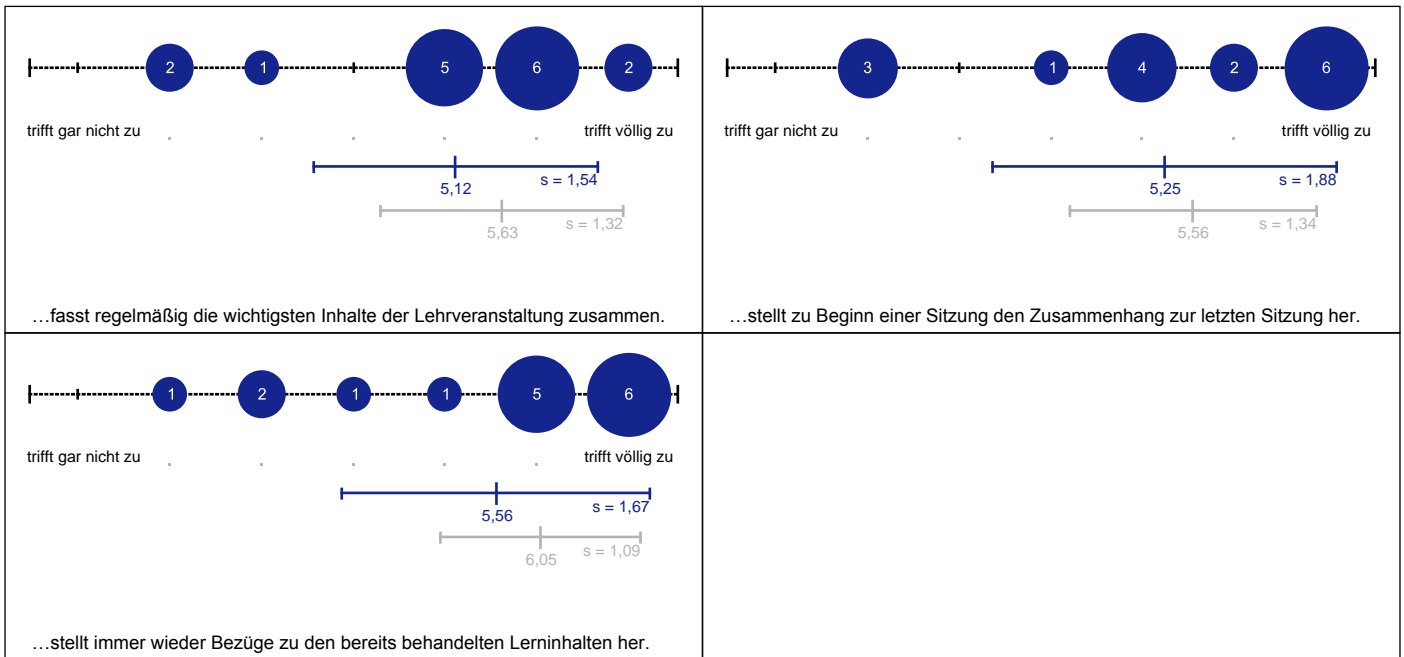 2 1 5 6 2
trifft gar nicht zu trifft völlig zu
s = 1,54
5,12
s = 1,32
5,63
…fasst regelmäßig die wichtigsten Inhalte der Lehrveranstaltung zusammen.
3 1 4 2 6
trifft gar nicht zu trifft völlig zu
s = 1,88
5,25
s = 1,34
5,56
…stellt zu Beginn einer Sitzung den Zusammenhang zur letzten Sitzung her.
1 2 1 1 5 6
trifft gar nicht zu trifft völlig zu
s = 1,67
5,56
s = 1,09
6,05
…stellt immer wieder Bezüge zu den bereits behandelten Lerninhalten her.